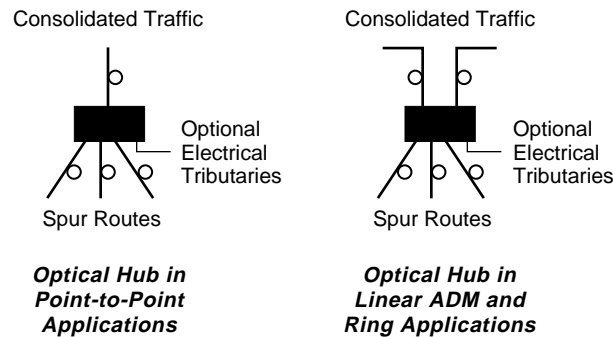 Consolidated Traffic
Optional
Electrical
Tributaries
Spur Routes
Optical Hub in
Point-to-Point
Applications
Consolidated Traffic
Optional
Electrical
Tributaries
Spur Routes
Optical Hub in
Linear ADM and
Ring Applications